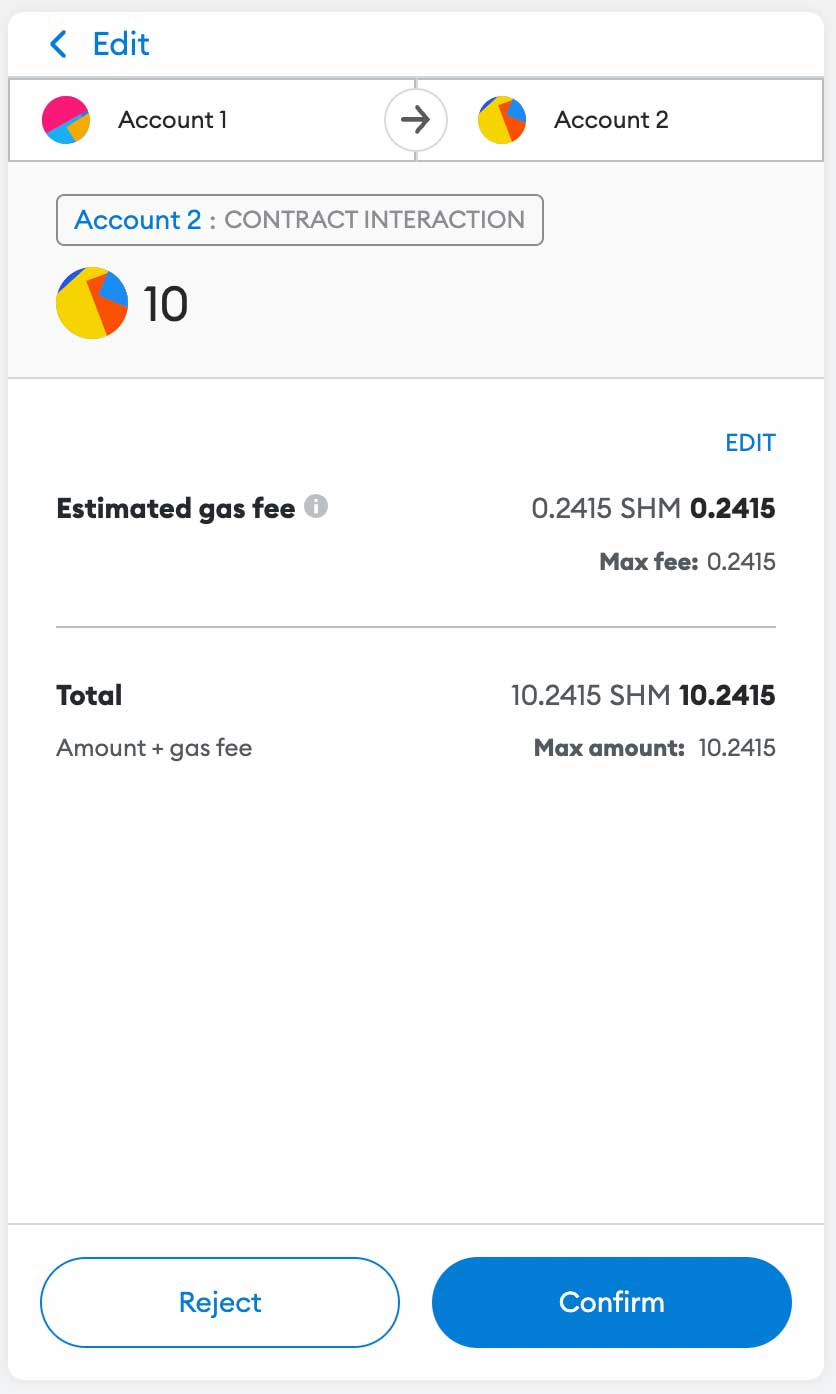 Edit
Account 1
Account 2
Account 2 : CONTRACT INTERACTION
10
EDIT
Estimated gas fee 0.2415 SHM 0.2415
Max fee: 0.2415
Total 10.2415 SHM 10.2415
Amount + gas fee Max amount: 10.2415
Reject
Confirm